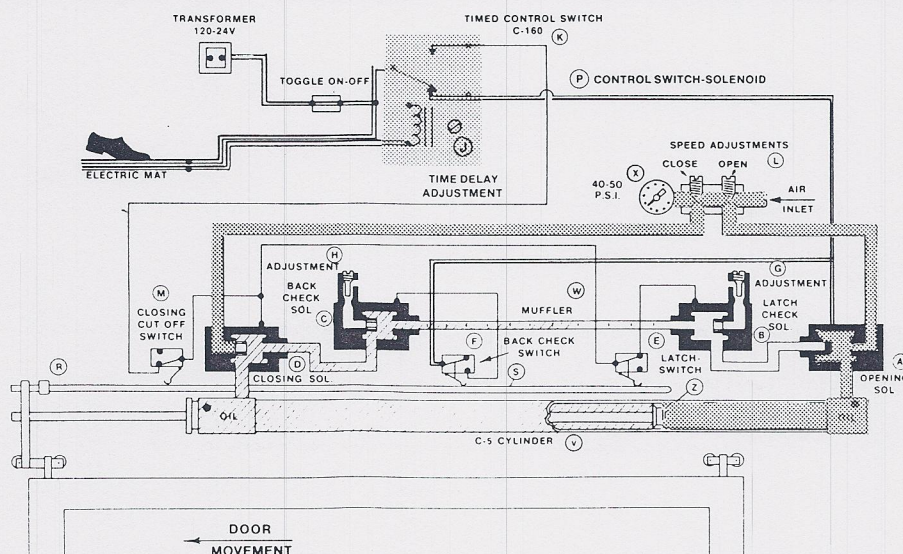 TRANSFORMER
120-24V
TIMED CONTROL SWITCH
C-160
K
TOGGLE ON-OFF
P CONTROL SWITCH-SOLENOID
J
TIME DELAY
ADJUSTMENT
ELECTRIC MAT
SPEED ADJUSTMENTS
CLOSE
OPEN
L
X
40-50
P.S.I.
AIR
INLET
H
ADJUSTMENT
BACK
CHECK
SOL
C
M
CLOSING
CUT OFF
SWITCH
W
MUFFLER
G
ADJUSTMENT
LATCH
CHECK
SOL
B
F
BACK CHECK
SWITCH
E
LATCH-
SWITCH
A
OPENING
SOL
D
CLOSING SOL
R
S
Z
OIL
OIL
C-5 CYLINDER
V
DOOR
MOVEMENT